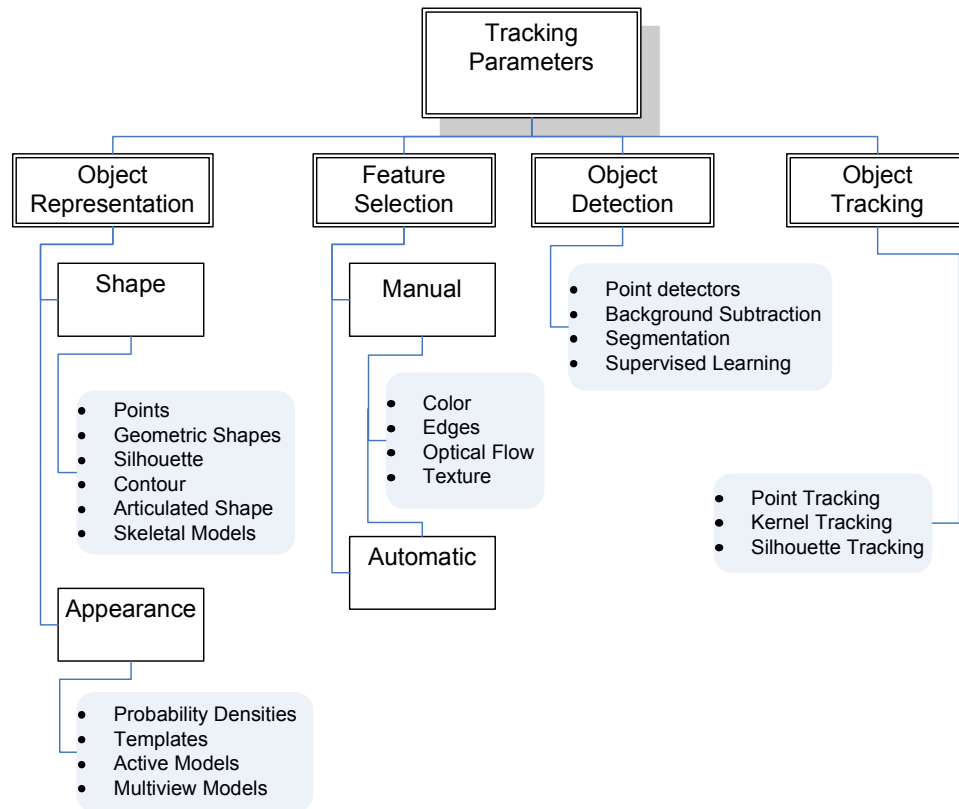 Tracking
Parameters
Object
Representation
Feature
Selection
Object
Detection
Object
Tracking
Shape
• Points
• Geometric Shapes
• Silhouette
• Contour
• Articulated Shape
• Skeletal Models
Appearance
• Probability Densities
• Templates
• Active Models
• Multiview Models
Manual
• Color
• Edges
• Optical Flow
• Texture
Automatic
• Point detectors
• Background Subtraction
• Segmentation
• Supervised Learning
• Point Tracking
• Kernel Tracking
• Silhouette Tracking